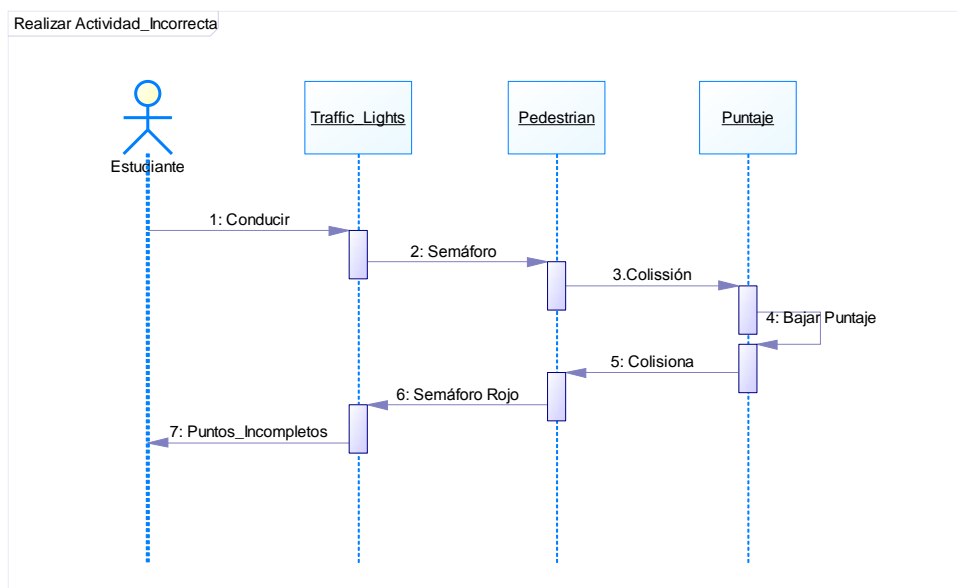 Realizar Actividad_Incorrecta
Estudiante
Traffic_Lights
Pedestrian
Puntaje
1: Conducir
2: Semáforo
3.Colissión
4: Bajar Puntaje
5: Colisiona
6: Semáforo Rojo
7: Puntos_Incompletos